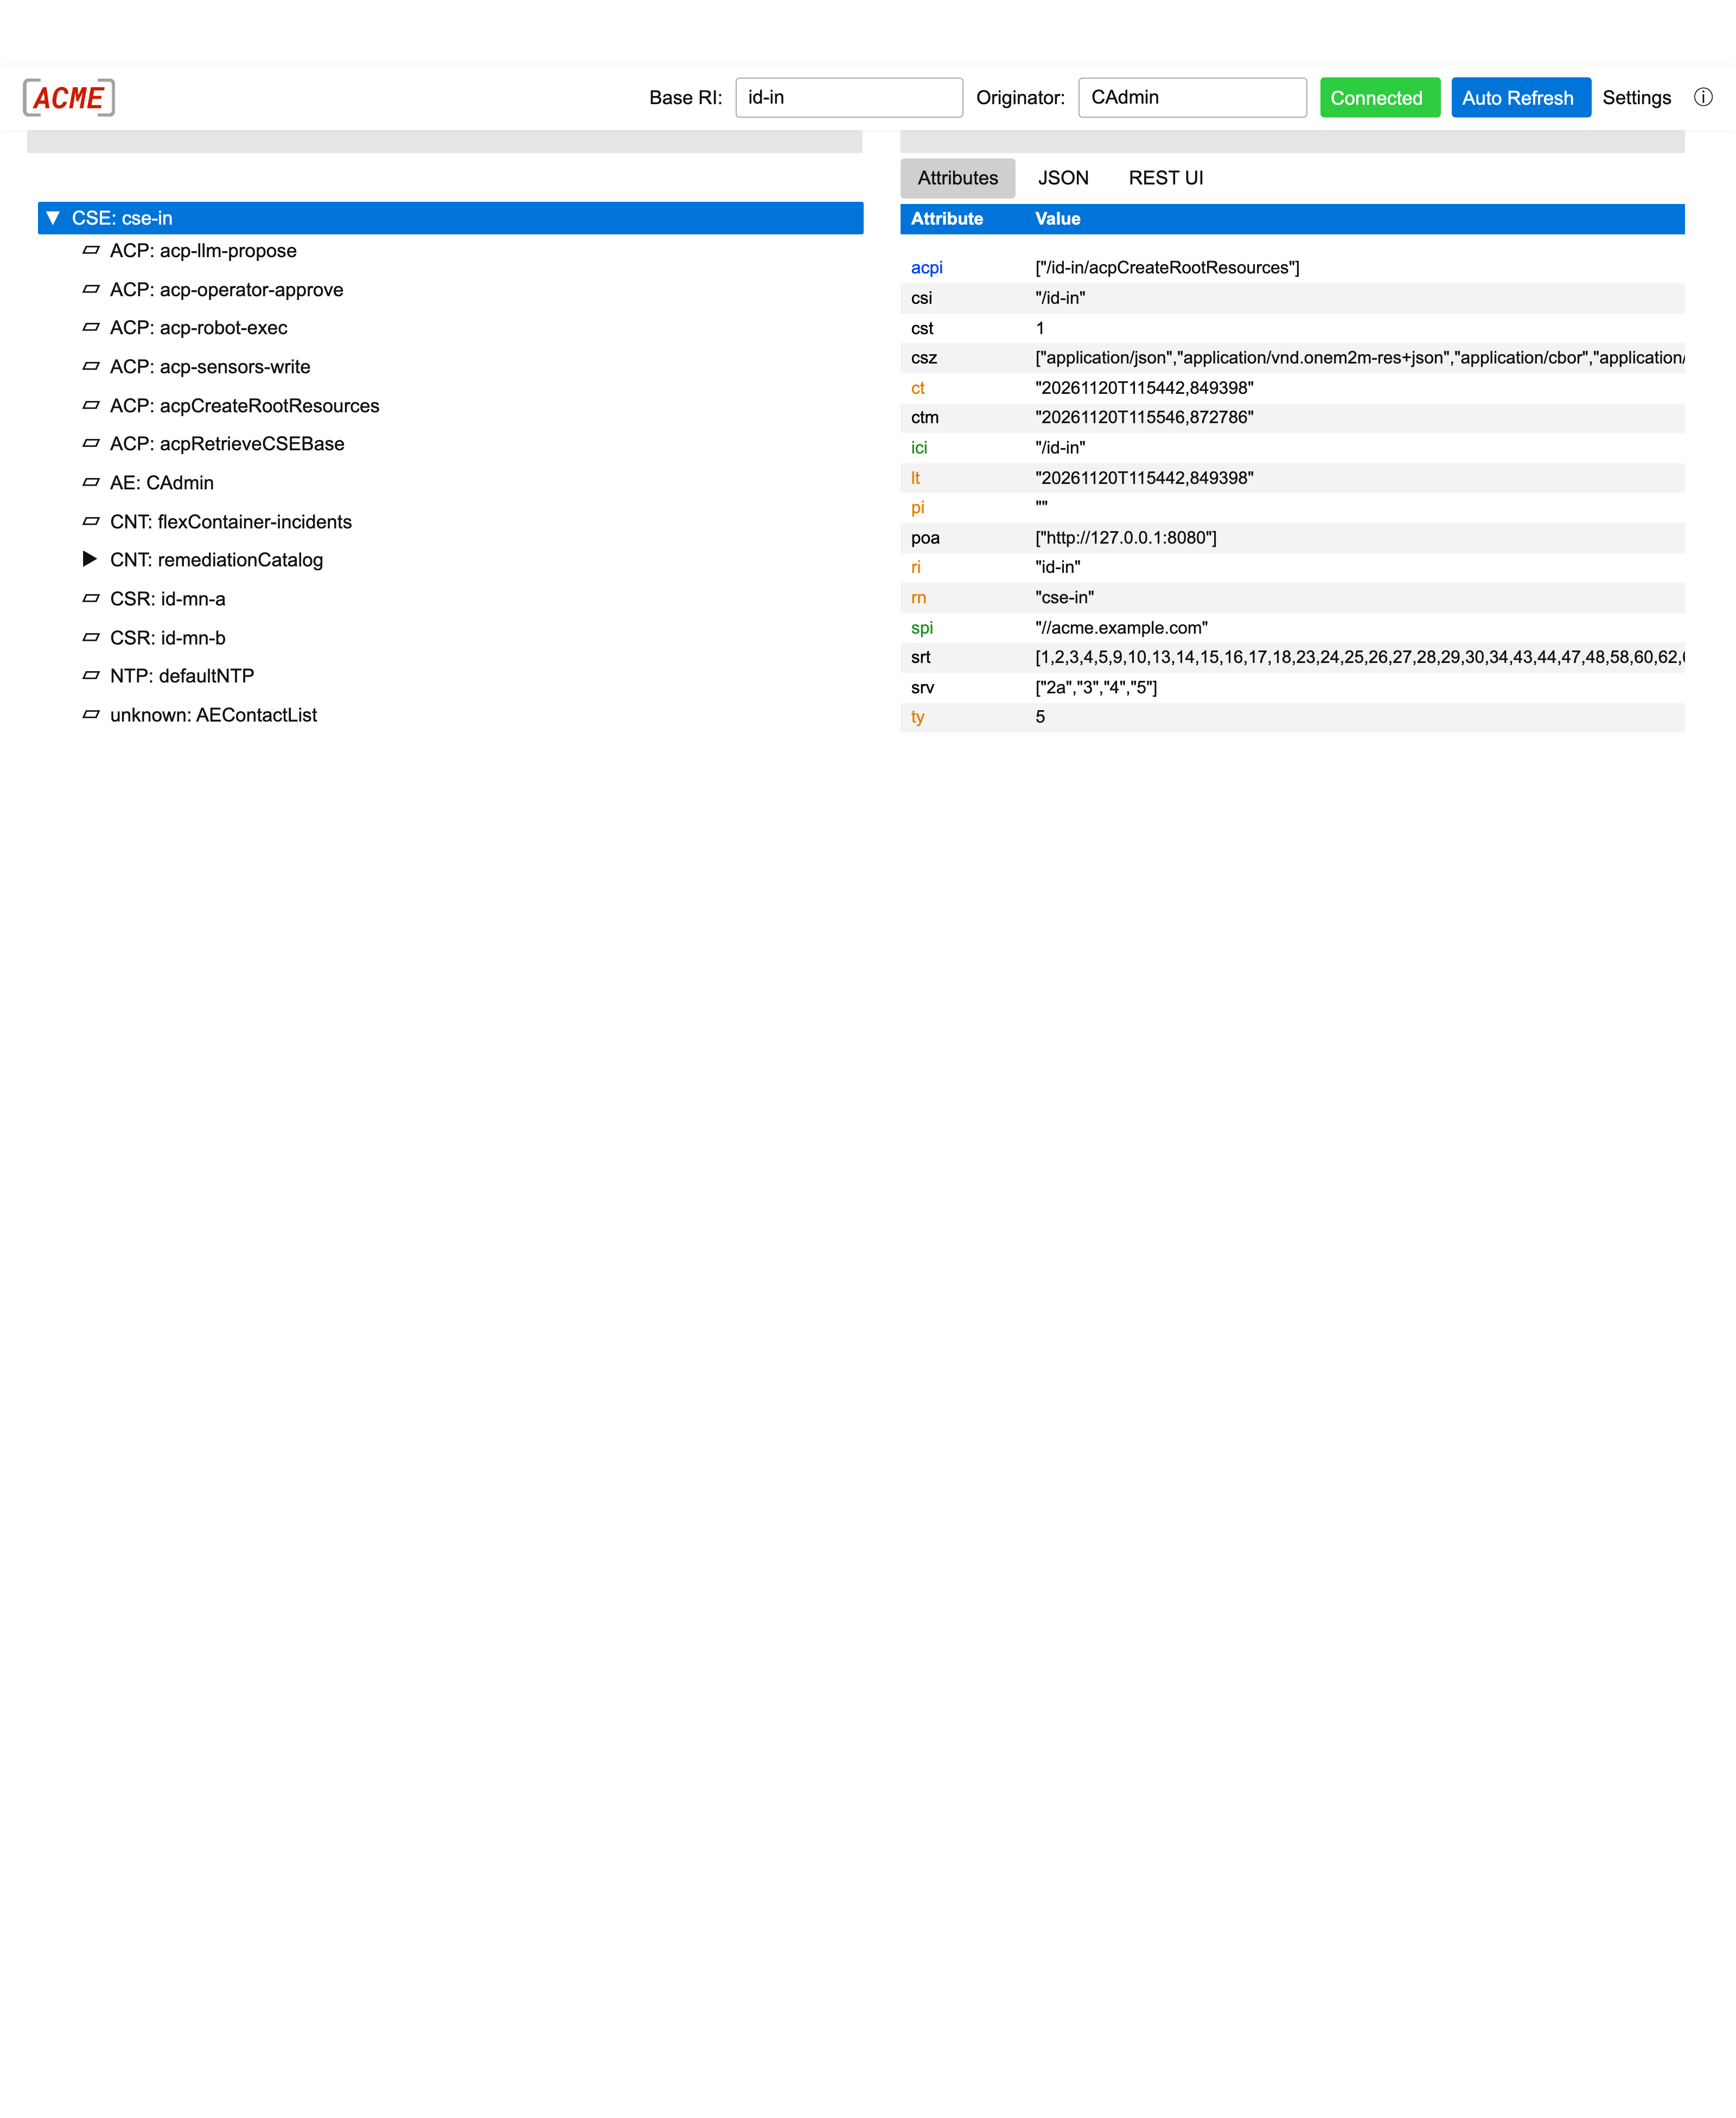 ACME Base RI: id-in Originator: CAdmin Connected Auto Refresh Settings ⓘ
Attributes JSON REST UI
CSE: cse-in
ACP: acp-llm-propose
ACP: acp-operator-approve
ACP: acp-robot-exec
ACP: acp-sensors-write
ACP: acpCreateRootResources
ACP: acpRetrieveCSEBase
AE: CAdmin
CNT: flexContainer-incidents
CNT: remediationCatalog
CSR: id-mn-a
CSR: id-mn-b
NTP: defaultNTP
unknown: AEContactList
Attribute Value
acpi ["/id-in/acpCreateRootResources"]
csi "/id-in"
cst 1
csz ["application/json","application/vnd.onem2m-res+json","application/cbor","application/
ct "20261120T115442,849398"
ctm "20261120T115546,872786"
ici "/id-in"
lt "20261120T115442,849398"
pi ""
poa ["http://127.0.0.1:8080"]
ri "id-in"
rn "cse-in"
spi "//acme.example.com"
srt [1,2,3,4,5,9,10,13,14,15,16,17,18,23,24,25,26,27,28,29,30,34,43,44,47,48,58,60,62,
srv ["2a","3","4","5"]
ty 5